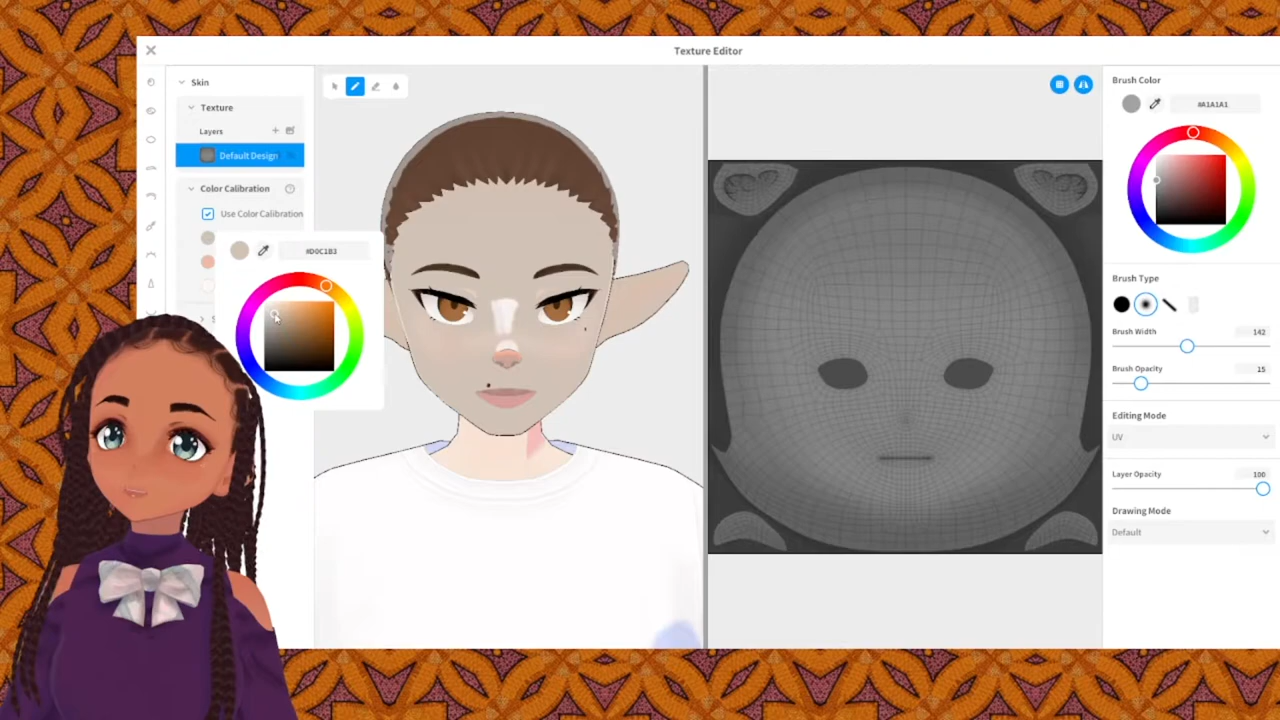 Texture Editor
Skin
Texture
Layers
Default Design
Color Calibration
Use Color Calibration
#D0C1B3
Brush Color
#A1A1A1
Brush Type
Brush Width
142
Brush Opacity
15
Editing Mode
UV
Layer Opacity
100
Drawing Mode
Default